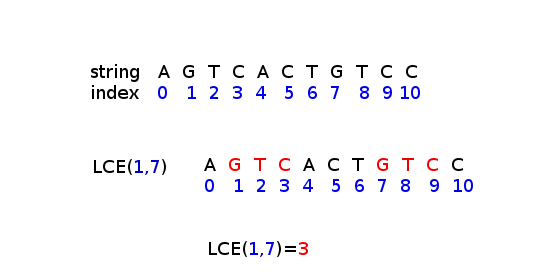 string A G T C A C T G T C C
index 0 1 2 3 4 5 6 7 8 9 10
LCE(1,7) A G T C A C T G T C C
0 1 2 3 4 5 6 7 8 9 10
LCE(1,7)=3